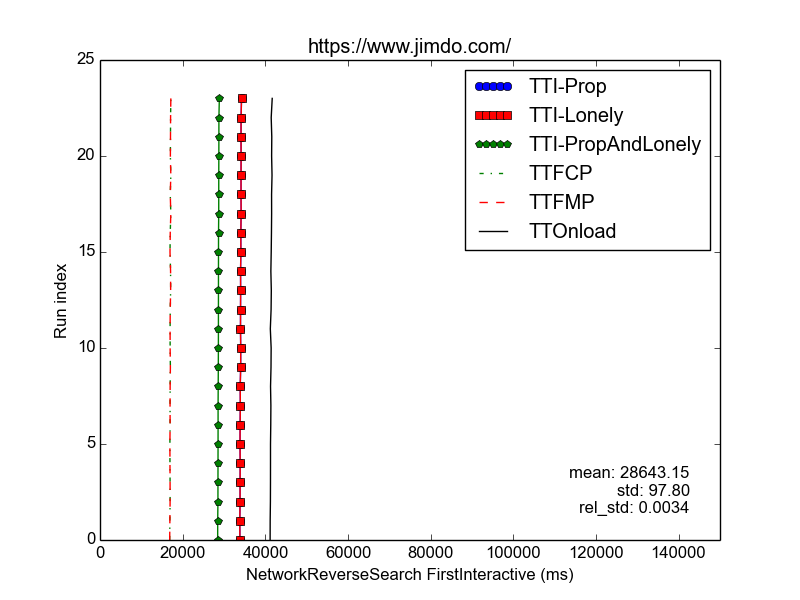 https://www.jimdo.com/
25
20
15
10
5
0
Run index
TTI-Prop
TTI-Lonely
TTI-PropAndLonely
TTFCP
TTFMP
TTOnload
mean: 28643.15
std: 97.80
rel_std: 0.0034
0 20000 40000 60000 80000 100000 120000 140000
NetworkReverseSearch FirstInteractive (ms)